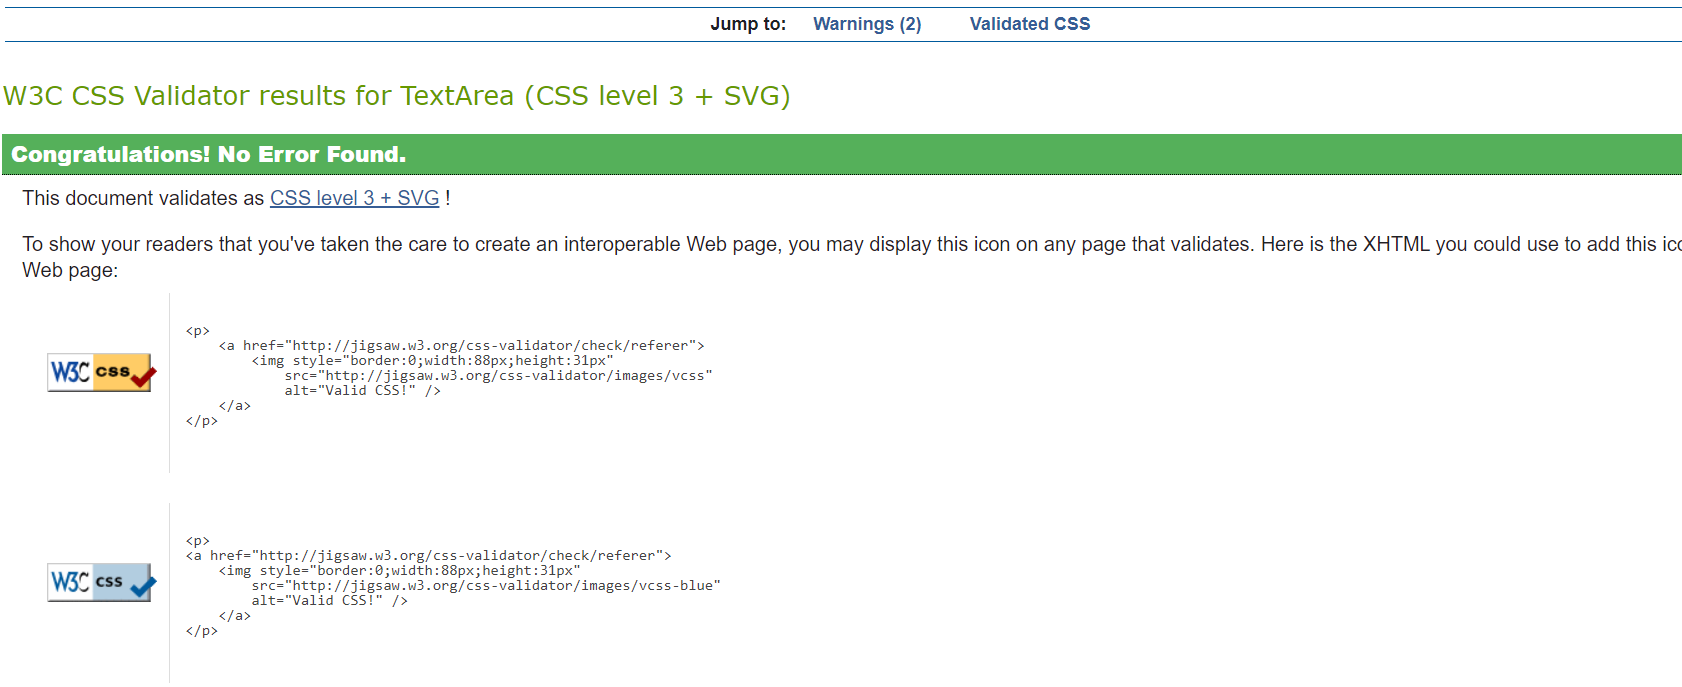 Jump to: Warnings (2) Validated CSS
W3C CSS Validator results for TextArea (CSS level 3 + SVG)
Congratulations! No Error Found.
This document validates as CSS level 3 + SVG !
To show your readers that you've taken the care to create an interoperable Web page, you may display this icon on any page that validates. Here is the XHTML you could use to add this
Web page:
W3C css
<p>
    <a href="http://jigsaw.w3.org/css-validator/check/referer">
        <img style="border:0;width:88px;height:31px"
            src="http://jigsaw.w3.org/css-validator/images/vcss"
            alt="Valid CSS!" />
    </a>
</p>
W3C css
<p>
<a href="http://jigsaw.w3.org/css-validator/check/referer">
    <img style="border:0;width:88px;height:31px"
        src="http://jigsaw.w3.org/css-validator/images/vcss-blue"
        alt="Valid CSS!" />
    </a>
</p>